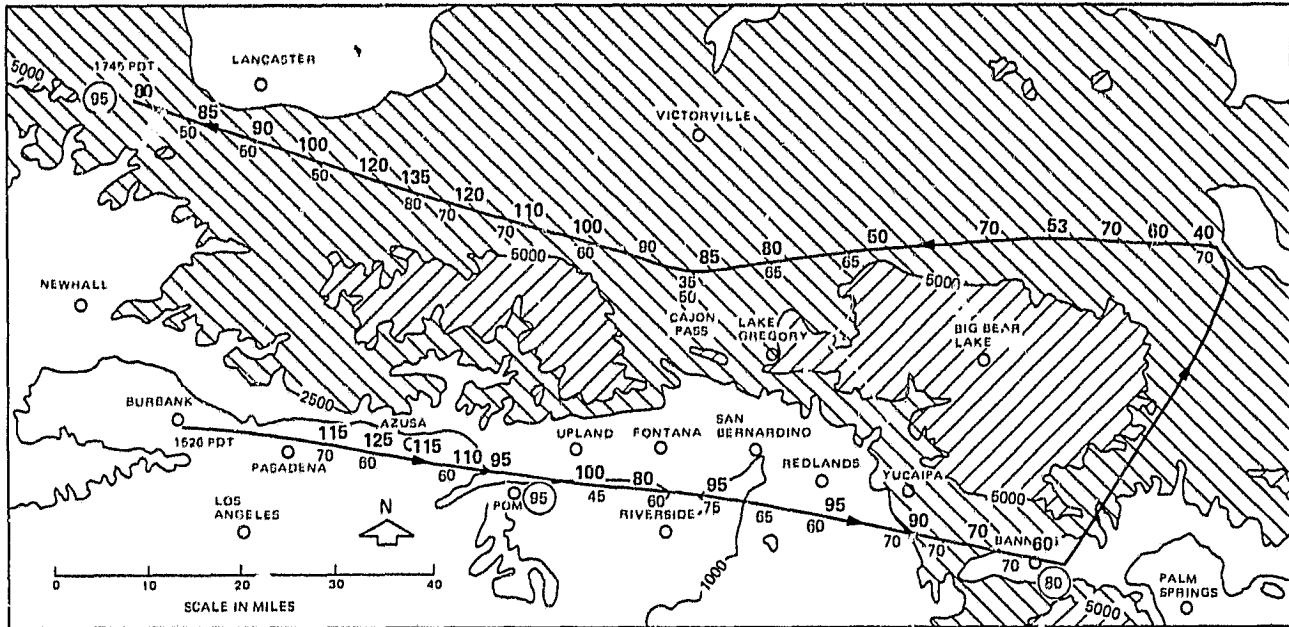 5000
1745 PDT
95
80
LANCASTER
85
50
90
60
100
50
120
135
80
120
70
110
70
100
60
90
85
35
50
80
65
50
65
70
53
70
60
40
70
VICTORVILLE
5000
5000
NEWHALL
CAJON
PASS
LAKE
GREGORY
BIG BEAR
LAKE
2500
BURBANK
1520 PDT
AZUSA
115
70
125
60
115
110
60
95
PASADENA
UPLAND
FONTANA
SAN
BERNARDINO
REDLANDS
YUCAIPA
5000
POM
95
100
45
80
60
95
75
65
95
60
70
90
70
70
60
70
80
RIVERSIDE
LOS
ANGELES
N
1000
PALM
SPRINGS
5000
0 10 20 30 40
SCALE IN MILES